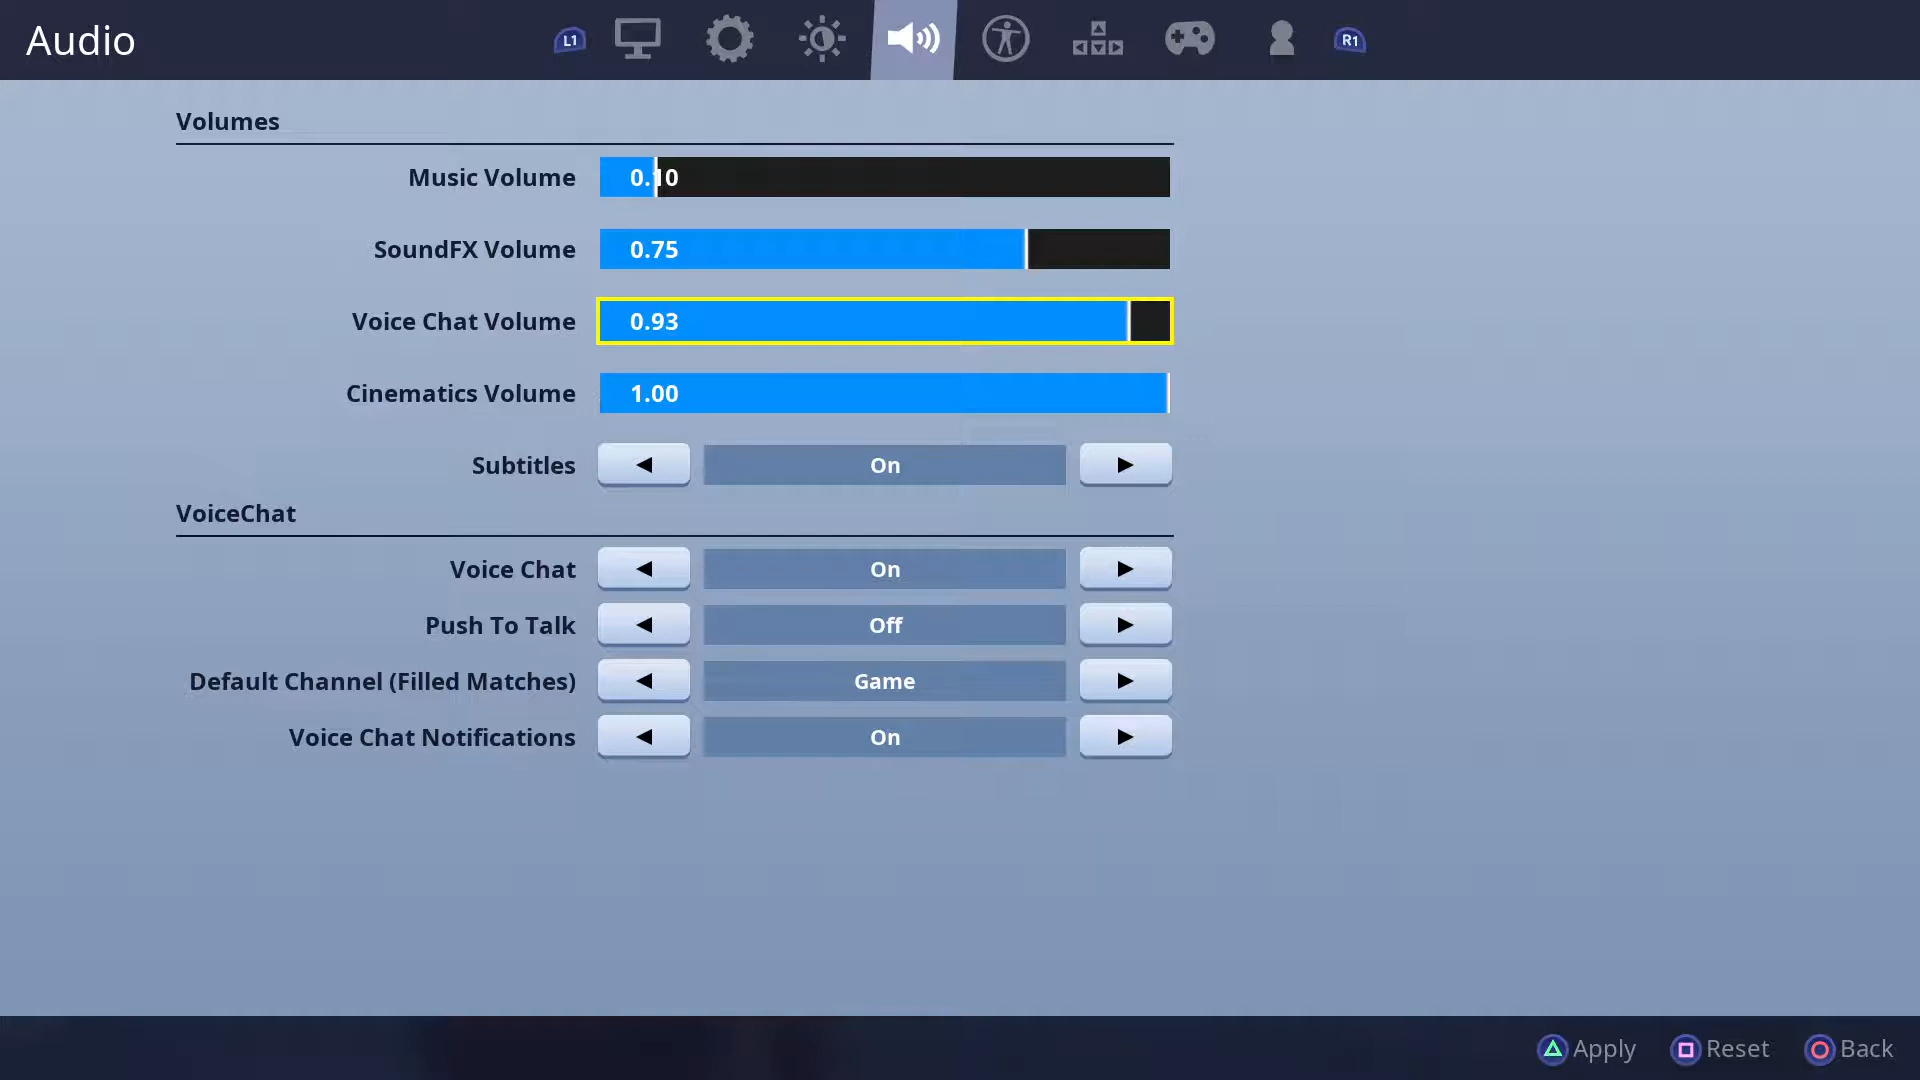 Audio
L1
R1
Volumes
Music Volume 0.10
SoundFX Volume 0.75
Voice Chat Volume 0.93
Cinematics Volume 1.00
Subtitles On
VoiceChat
Voice Chat On
Push To Talk Off
Default Channel (Filled Matches) Game
Voice Chat Notifications On
Apply Reset Back